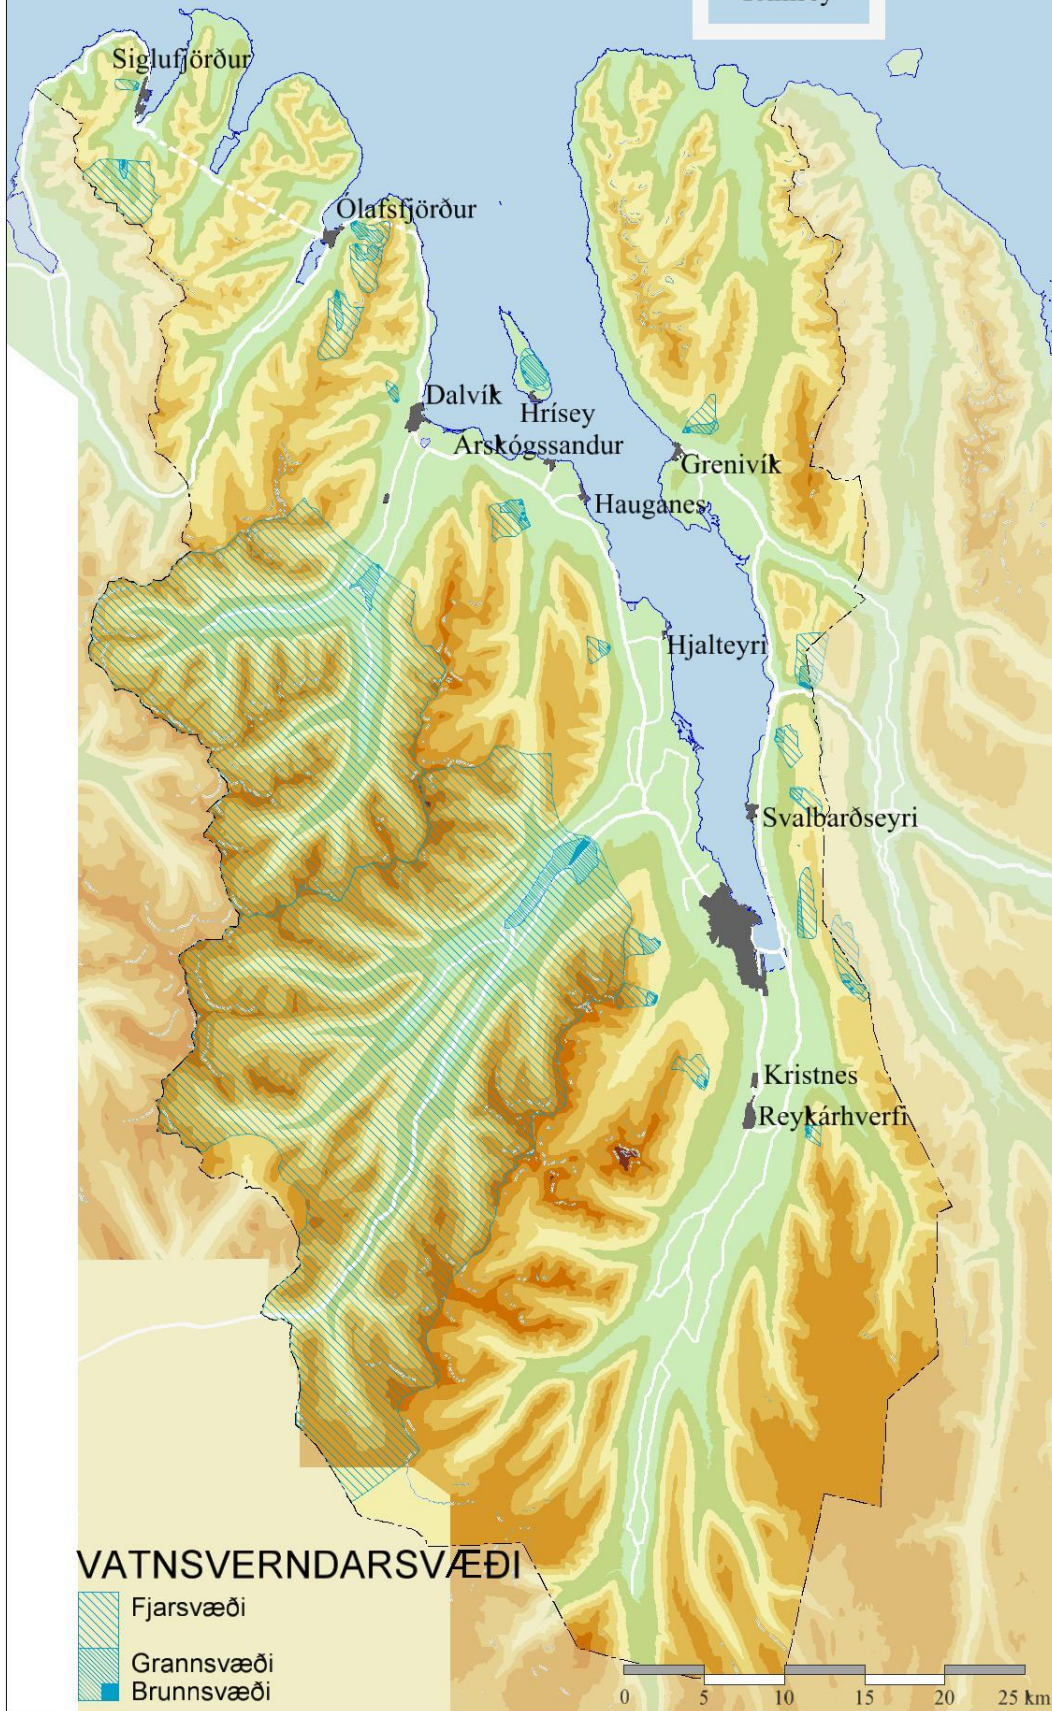 Siglufjörður
Ólafsfjörður
Dalvík
Hrísey
Arskógssandur
Grenivík
Hauganes
Hjalteyri
Svalbarðseyri
Kristnes
Reykárhverfi
VATNSVERNDARSVÆÐI
Fjarsvæði
Grannsvæði
Brunnsvæði
0 5 10 15 20 25 km